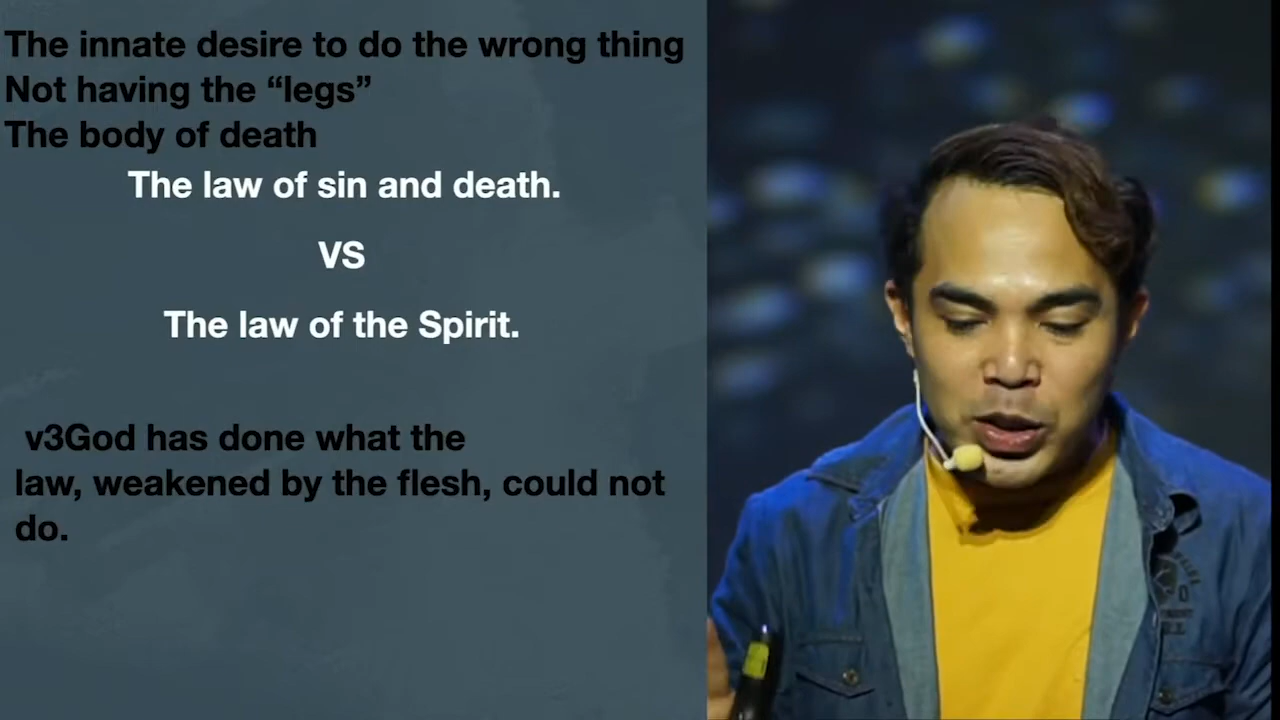 The innate desire to do the wrong thing
Not having the “legs”
The body of death
The law of sin and death.
VS
The law of the Spirit.
v3God has done what the
law, weakened by the flesh, could not
do.